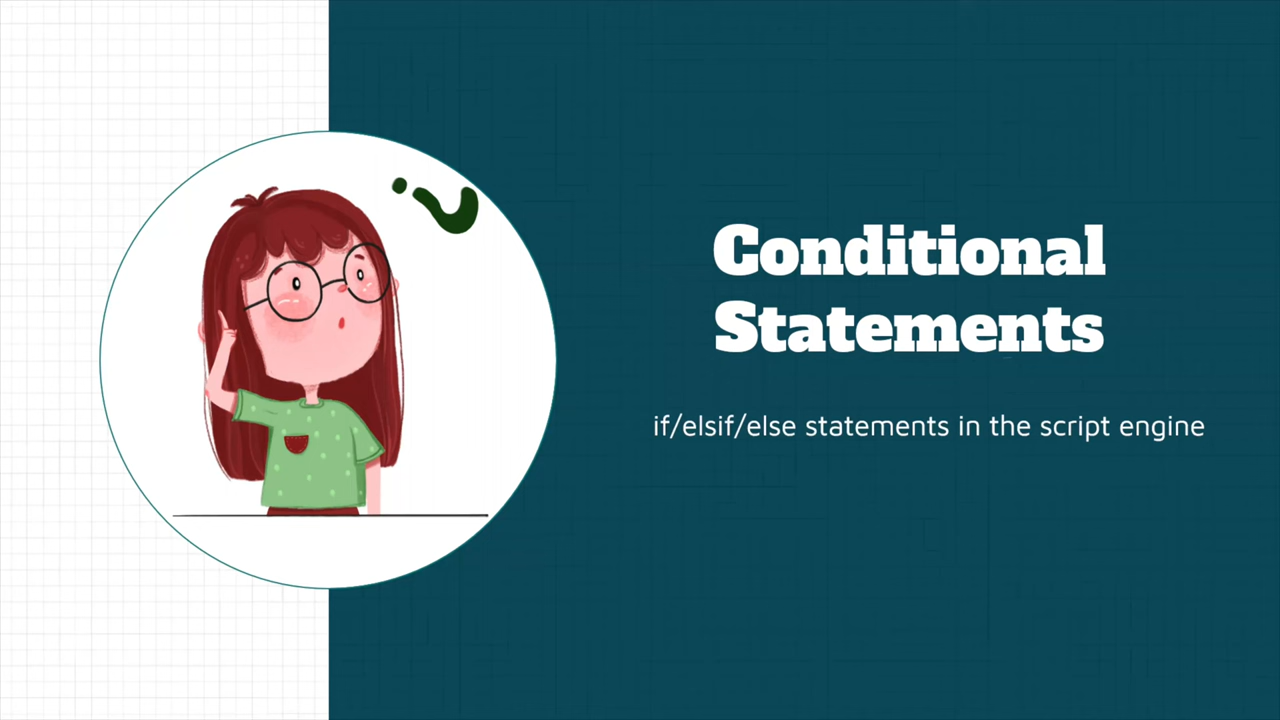 ?
Conditional
Statements
if/elsif/else statements in the script engine